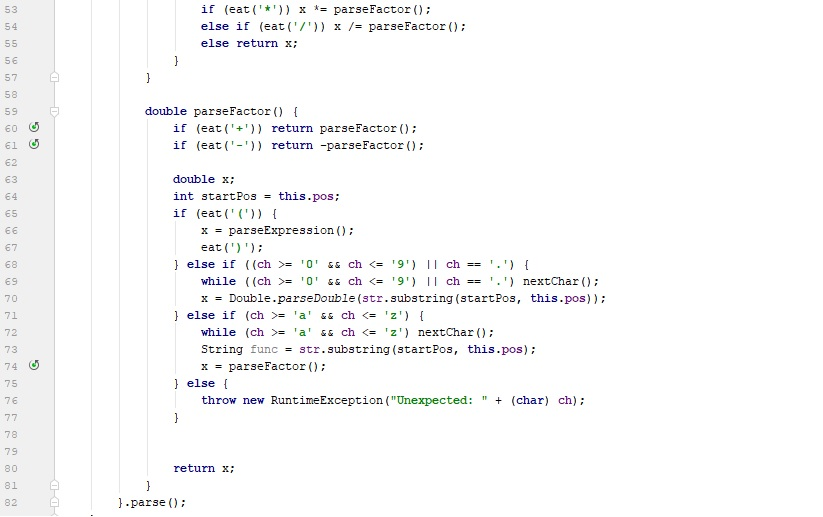 53 if (eat('*')) x *= parseFactor();
54 else if (eat('/')) x /= parseFactor();
55 else return x;
56 }
57 }
58
59 double parseFactor() {
60 if (eat('+')) return parseFactor();
61 if (eat('-')) return -parseFactor();
62
63 double x;
64 int startPos = this.pos;
65 if (eat('(')) {
66 x = parseExpression();
67 eat(')');
68 } else if ((ch >= '0' && ch <= '9') || ch == '.') {
69 while ((ch >= '0' && ch <= '9') || ch == '.') nextChar();
70 x = Double.parseDouble(str.substring(startPos, this.pos));
71 } else if (ch >= 'a' && ch <= 'z') {
72 while (ch >= 'a' && ch <= 'z') nextChar();
73 String func = str.substring(startPos, this.pos);
74 x = parseFactor();
75 } else {
76 throw new RuntimeException("Unexpected: " + (char) ch);
77 }
78
79
80 return x;
81 }
82 }.parse();